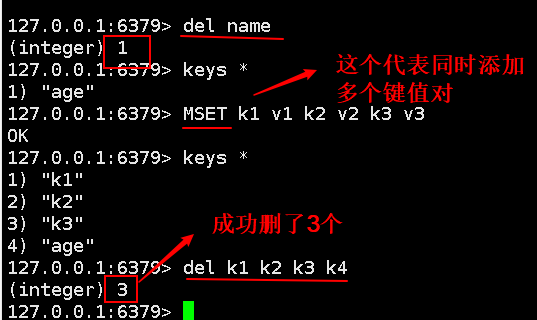 127.0.0.1:6379> del name
(integer) 1
127.0.0.1:6379> keys *
1) "age"
这个代表同时添加
多个键值对
127.0.0.1:6379> MSET k1 v1 k2 v2 k3 v3
OK
127.0.0.1:6379> keys *
1) "k1"
2) "k2"
3) "k3"
4) "age"
成功删了3个
127.0.0.1:6379> del k1 k2 k3 k4
(integer) 3
127.0.0.1:6379>